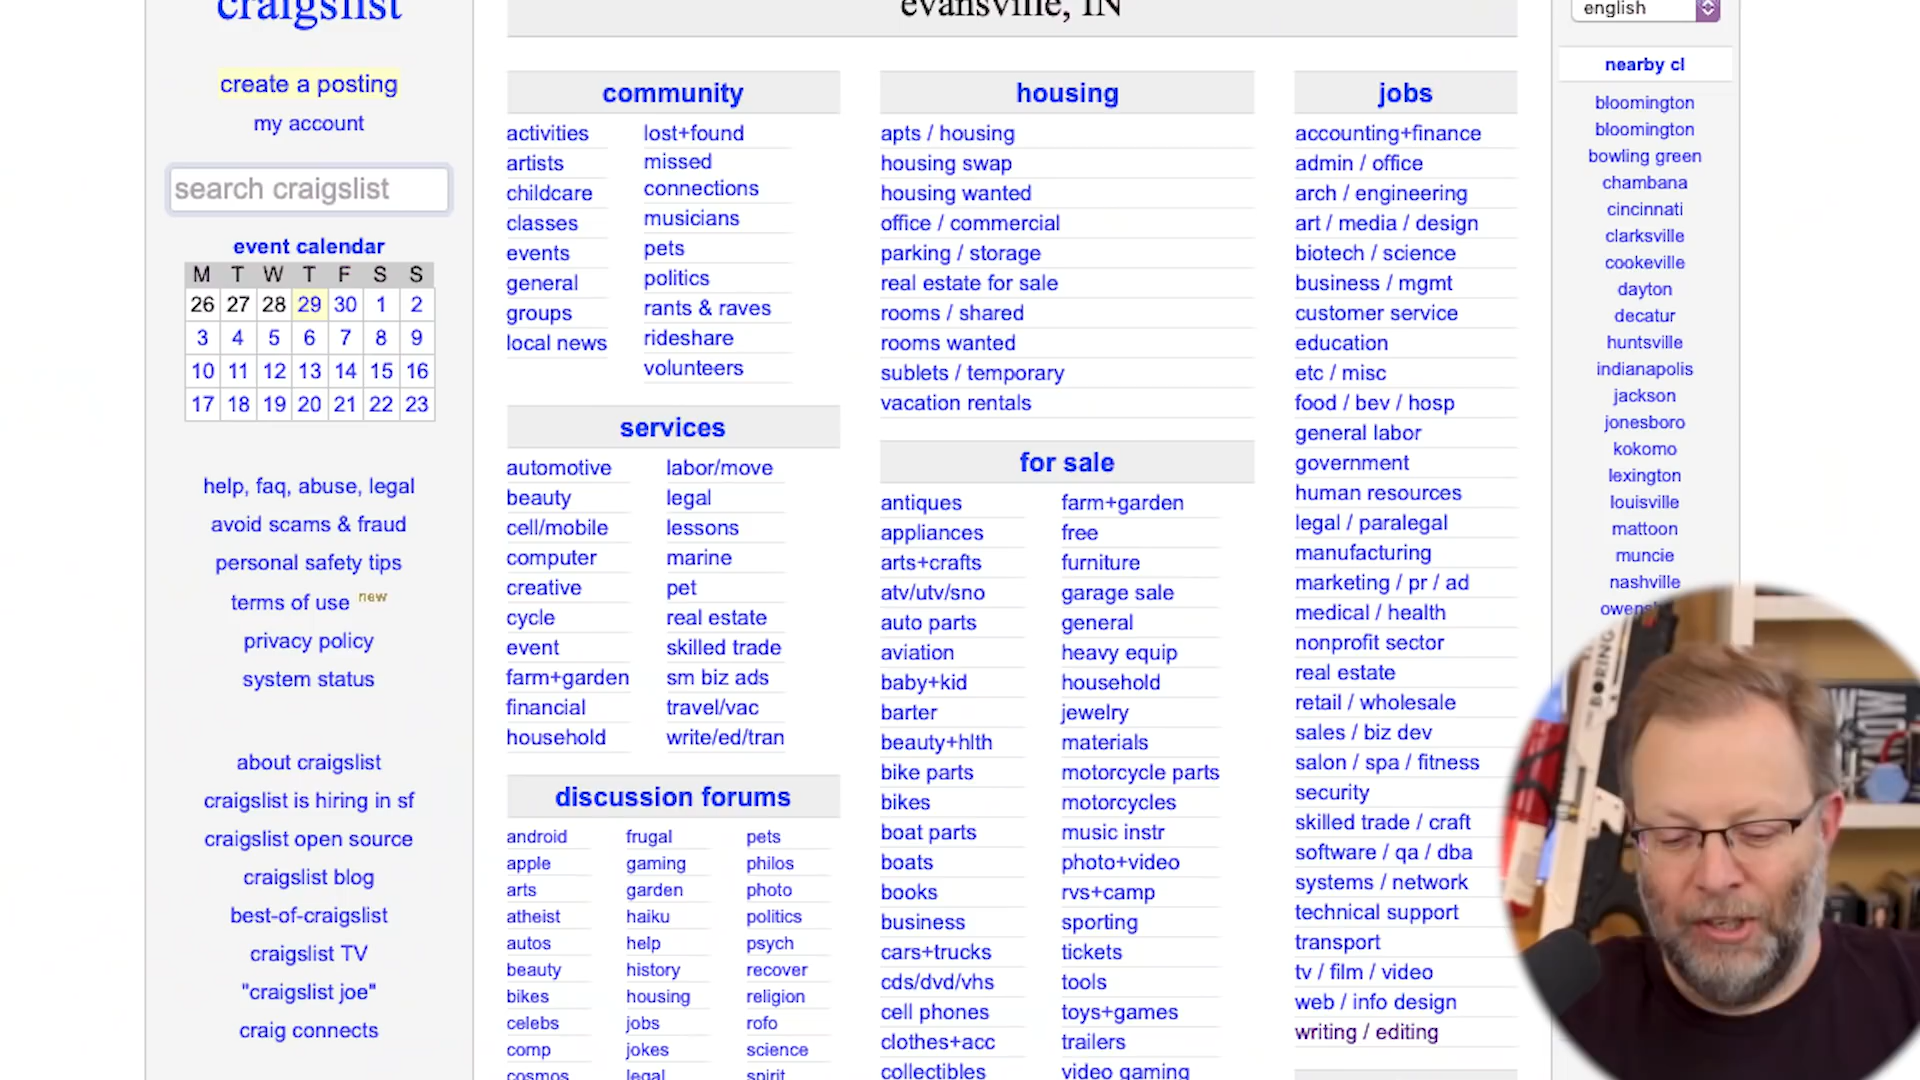 craigslist
create a posting
my account
search craigslist
event calendar
M T W T F S S
26 27 28 29 30 1 2
3 4 5 6 7 8 9
10 11 12 13 14 15 16
17 18 19 20 21 22 23
help, faq, abuse, legal
avoid scams & fraud
personal safety tips
terms of use new
privacy policy
system status
about craigslist
craigslist is hiring in sf
craigslist open source
craigslist blog
best-of-craigslist
craigslist TV
"craigslist joe"
craig connects
evansville, IN
community
activities
artists
childcare
classes
events
general
groups
local news
lost+found
missed
connections
musicians
pets
politics
rants & raves
rideshare
volunteers
services
automotive
beauty
cell/mobile
computer
creative
cycle
event
farm+garden
financial
household
labor/move
legal
lessons
marine
pet
real estate
skilled trade
sm biz ads
travel/vac
write/ed/tran
discussion forums
android
apple
arts
atheist
autos
beauty
bikes
celebs
comp
cosmos
frugal
gaming
garden
haiku
help
history
housing
jobs
jokes
legal
pets
philos
photo
politics
psych
recover
religion
rofo
science
spirit
housing
apts / housing
housing swap
housing wanted
office / commercial
parking / storage
real estate for sale
rooms / shared
rooms wanted
sublets / temporary
vacation rentals
for sale
antiques
appliances
arts+crafts
atv/utv/sno
auto parts
aviation
baby+kid
barter
beauty+hlth
bike parts
bikes
boat parts
boats
books
business
cars+trucks
cds/dvd/vhs
cell phones
clothes+acc
collectibles
farm+garden
free
furniture
garage sale
general
heavy equip
household
jewelry
materials
motorcycle parts
motorcycles
music instr
photo+video
rvs+camp
sporting
tickets
tools
toys+games
trailers
video gaming
jobs
accounting+finance
admin / office
arch / engineering
art / media / design
biotech / science
business / mgmt
customer service
education
etc / misc
food / bev / hosp
general labor
government
human resources
legal / paralegal
manufacturing
marketing / pr / ad
medical / health
nonprofit sector
real estate
retail / wholesale
sales / biz dev
salon / spa / fitness
security
skilled trade / craft
software / qa / dba
systems / network
technical support
transport
tv / film / video
web / info design
writing / editing
english
nearby cl
bloomington
bloomington
bowling green
chambana
cincinnati
clarksville
cookeville
dayton
decatur
huntsville
indianapolis
jackson
jonesboro
kokomo
lexington
louisville
mattoon
muncie
nashville
BORING
KNOW